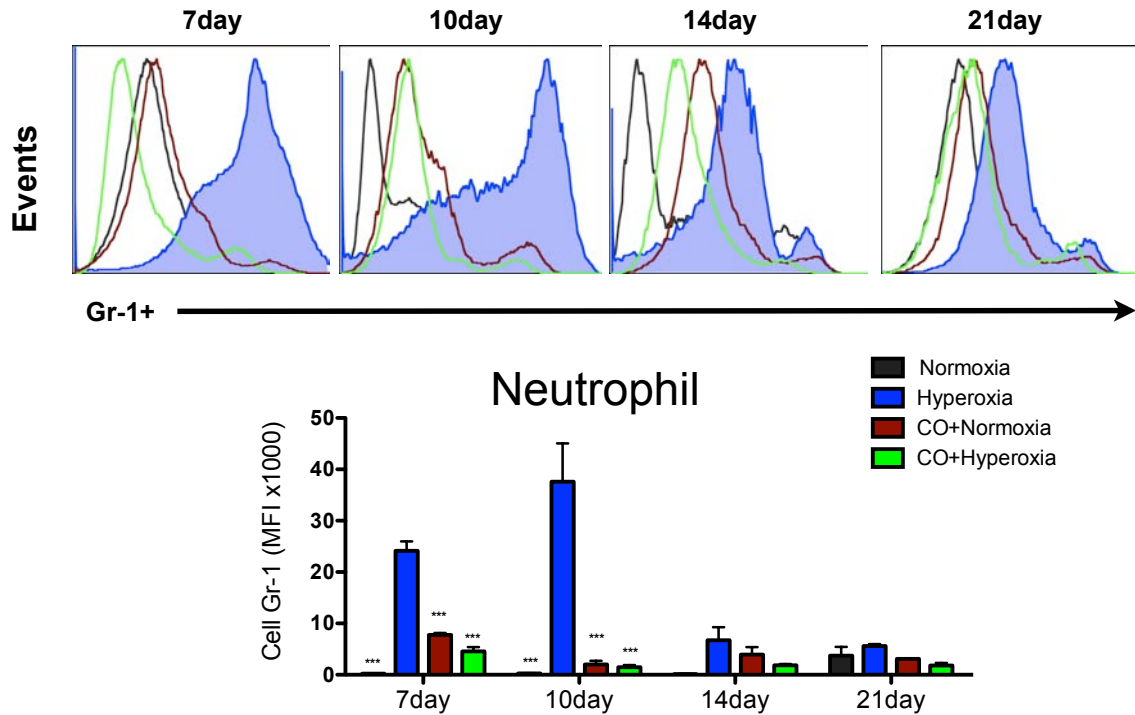 7day 10day 14day 21day
Events
Gr-1+
Neutrophil
Normoxia
Hyperoxia
CO+Normoxia
CO+Hyperoxia
Cell Gr-1 (MFI x1000)
50
40
30
20
10
0
*** *** ***
*** *** ***
7day 10day 14day 21day